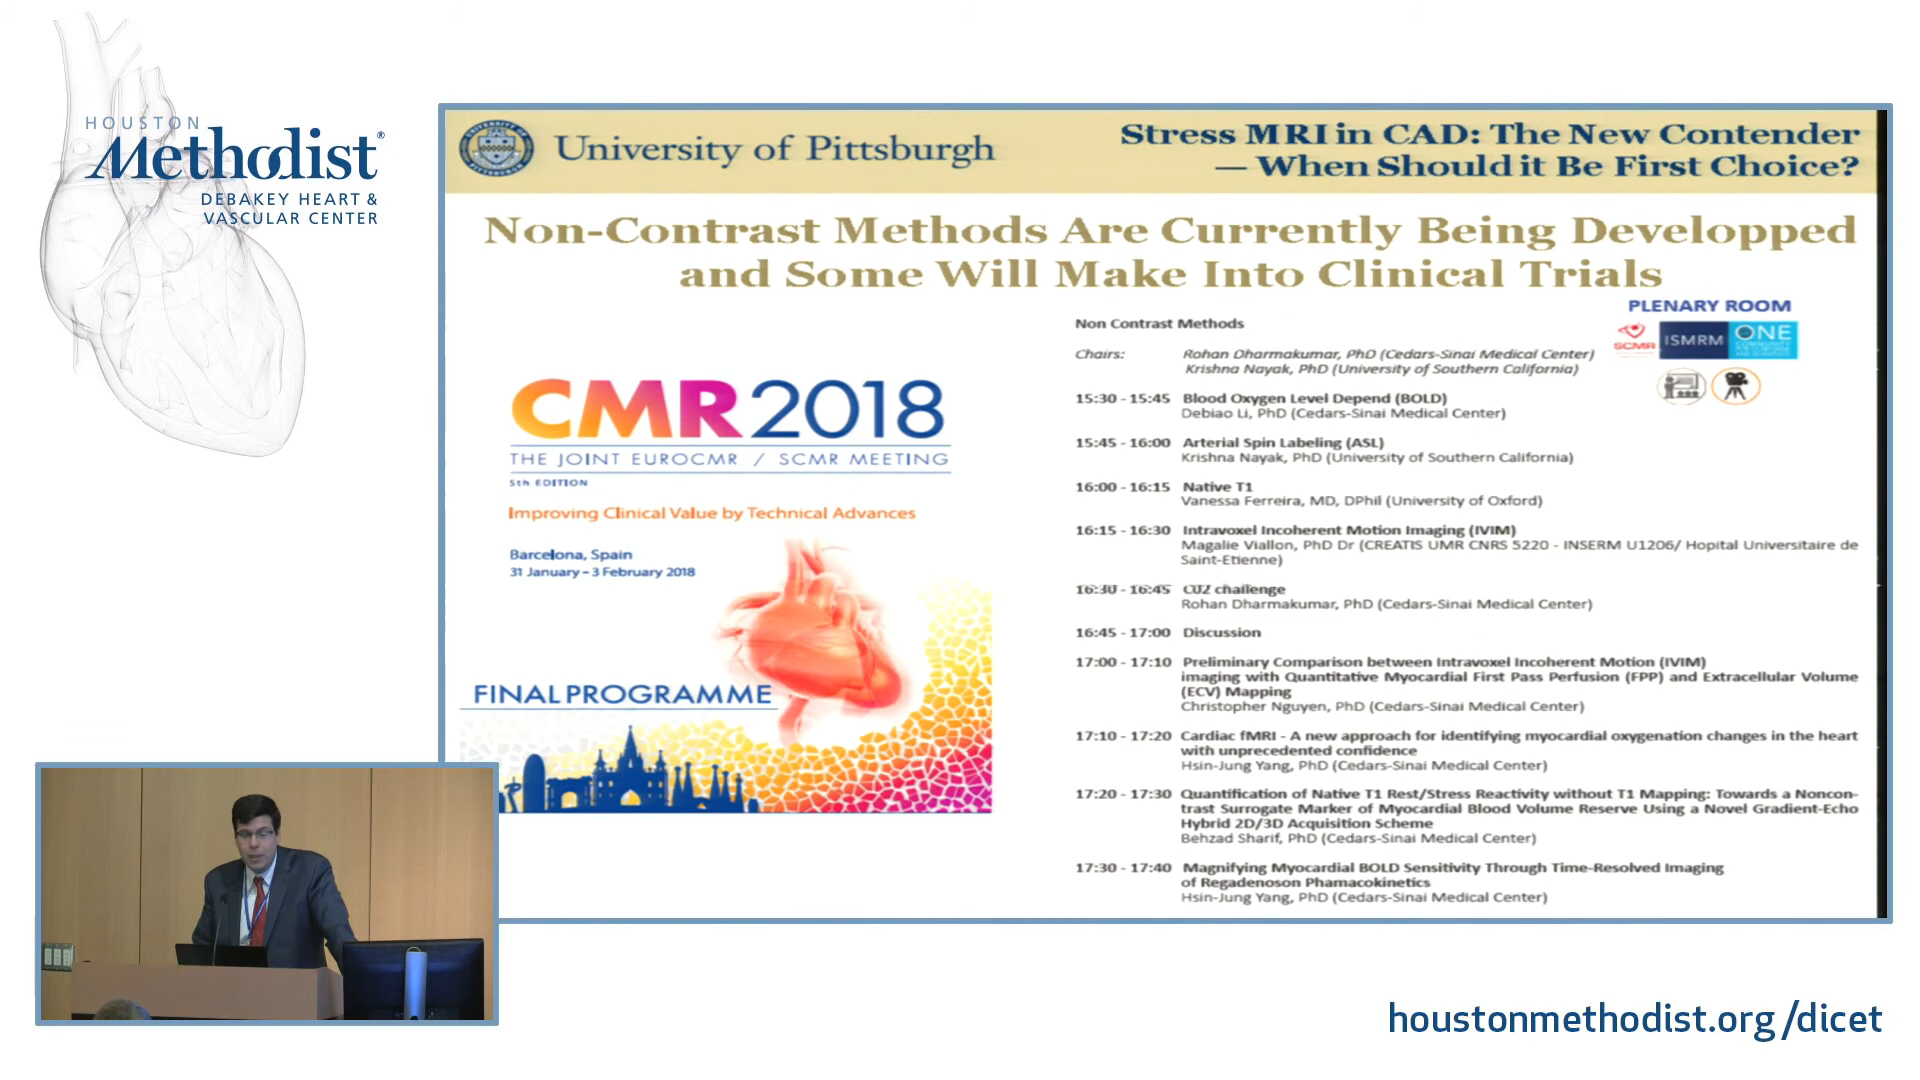 HOUSTON
Methodist®
DEBAKEY HEART &
VASCULAR CENTER
University of Pittsburgh
Stress MRI in CAD: The New Contender
— When Should it Be First Choice?
Non-Contrast Methods Are Currently Being Developped
and Some Will Make Into Clinical Trials
PLENARY ROOM
SCMR
ISMRM
ONE
CMR2018
THE JOINT EUROCMR / SCMR MEETING
5th EDITION
Improving Clinical Value by Technical Advances
Barcelona, Spain
31 January – 3 February 2018
FINAL PROGRAMME
Non Contrast Methods
Chairs: Rohan Dharmakumar, PhD (Cedars-Sinai Medical Center)
Krishna Nayak, PhD (University of Southern California)
15:30 - 15:45 Blood Oxygen Level Depend (BOLD)
Debiao Li, PhD (Cedars-Sinai Medical Center)
15:45 - 16:00 Arterial Spin Labeling (ASL)
Krishna Nayak, PhD (University of Southern California)
16:00 - 16:15 Native T1
Vanessa Ferreira, MD, DPhil (University of Oxford)
16:15 - 16:30 Intravoxel Incoherent Motion Imaging (IVIM)
Magalie Viallon, PhD Dr (CREATIS UMR CNRS 5220 - INSERM U1206/ Hopital Universitaire de
Saint-Etienne)
16:30 - 16:45 CO2 challenge
Rohan Dharmakumar, PhD (Cedars-Sinai Medical Center)
16:45 - 17:00 Discussion
17:00 - 17:10 Preliminary Comparison between Intravoxel Incoherent Motion (IVIM)
imaging with Quantitative Myocardial First Pass Perfusion (FPP) and Extracellular Volume
(ECV) Mapping
Christopher Nguyen, PhD (Cedars-Sinai Medical Center)
17:10 - 17:20 Cardiac fMRI - A new approach for identifying myocardial oxygenation changes in the heart
with unprecedented confidence
Hsin-Jung Yang, PhD (Cedars-Sinai Medical Center)
17:20 - 17:30 Quantification of Native T1 Rest/Stress Reactivity without T1 Mapping: Towards a Noncon-
trast Surrogate Marker of Myocardial Blood Volume Reserve Using a Novel Gradient-Echo
Hybrid 2D/3D Acquisition Scheme
Behzad Sharif, PhD (Cedars-Sinai Medical Center)
17:30 - 17:40 Magnifying Myocardial BOLD Sensitivity Through Time-Resolved Imaging
of Regadenoson Phamacokinetics
Hsin-Jung Yang, PhD (Cedars-Sinai Medical Center)
houstonmethodist.org/dicet